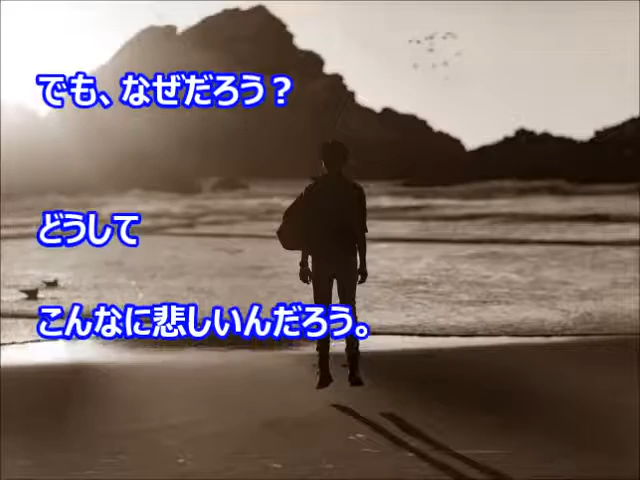 でも、なぜだろう？
どうして
こんなに悲しいんだろう。